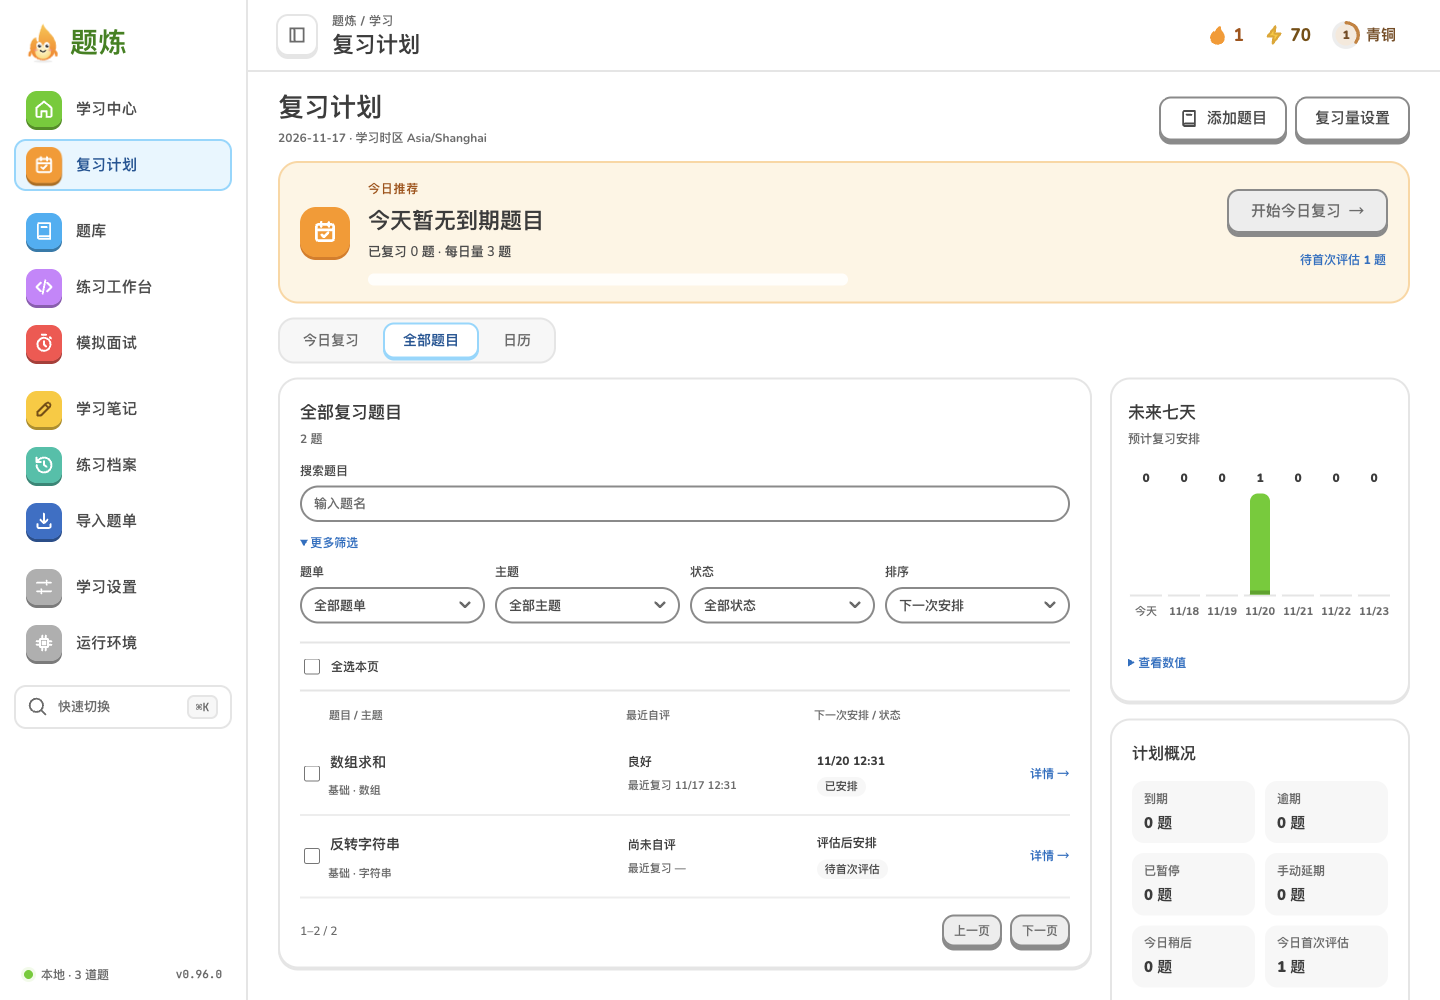 题炼
学习中心
复习计划
题库
练习工作台
模拟面试
学习笔记
练习档案
导入题单
学习设置
运行环境
快速切换 ⌘K
本地 · 3 道题 v0.96.0
题炼 / 学习
复习计划
1 70 1 青铜
复习计划
2026-11-17 · 学习时区 Asia/Shanghai
添加题目 复习量设置
今日推荐
今天暂无到期题目
已复习 0 题 · 每日量 3 题
开始今日复习 →
待首次评估 1 题
今日复习 全部题目 日历
全部复习题目
2 题
搜索题目
输入题名
▼更多筛选
题单 主题 状态 排序
全部题单 全部主题 全部状态 下一次安排
全选本页
题目 / 主题 最近自评 下一次安排 / 状态
数组求和 良好 11/20 12:31
基础 · 数组 最近复习 11/17 12:31 已安排 详情 →
反转字符串 尚未自评 评估后安排
基础 · 字符串 最近复习 — 待首次评估 详情 →
1–2 / 2 上一页 下一页
未来七天
预计复习安排
0 0 0 1 0 0 0
今天 11/18 11/19 11/20 11/21 11/22 11/23
▶ 查看数值
计划概况
到期 逾期
0 题 0 题
已暂停 手动延期
0 题 0 题
今日稍后 今日首次评估
0 题 1 题